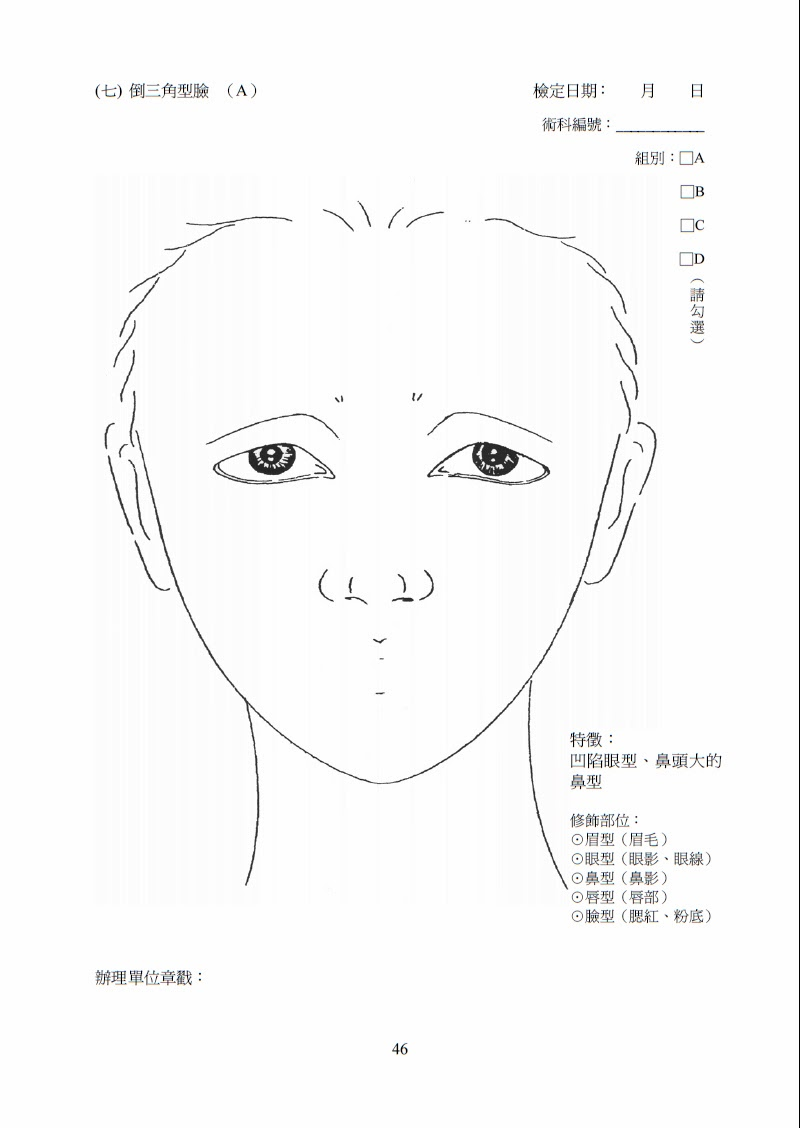 (七) 倒三角型臉 （A） 檢定日期： 月 日
術科編號：__________
組別：□A
□B
□C
□D
（請勾選）
特徵：
凹陷眼型、鼻頭大的
鼻型
修飾部位：
⊙眉型（眉毛）
⊙眼型（眼影、眼線）
⊙鼻型（鼻影）
⊙唇型（唇部）
⊙臉型（腮紅、粉底）
辦理單位章戳：
46